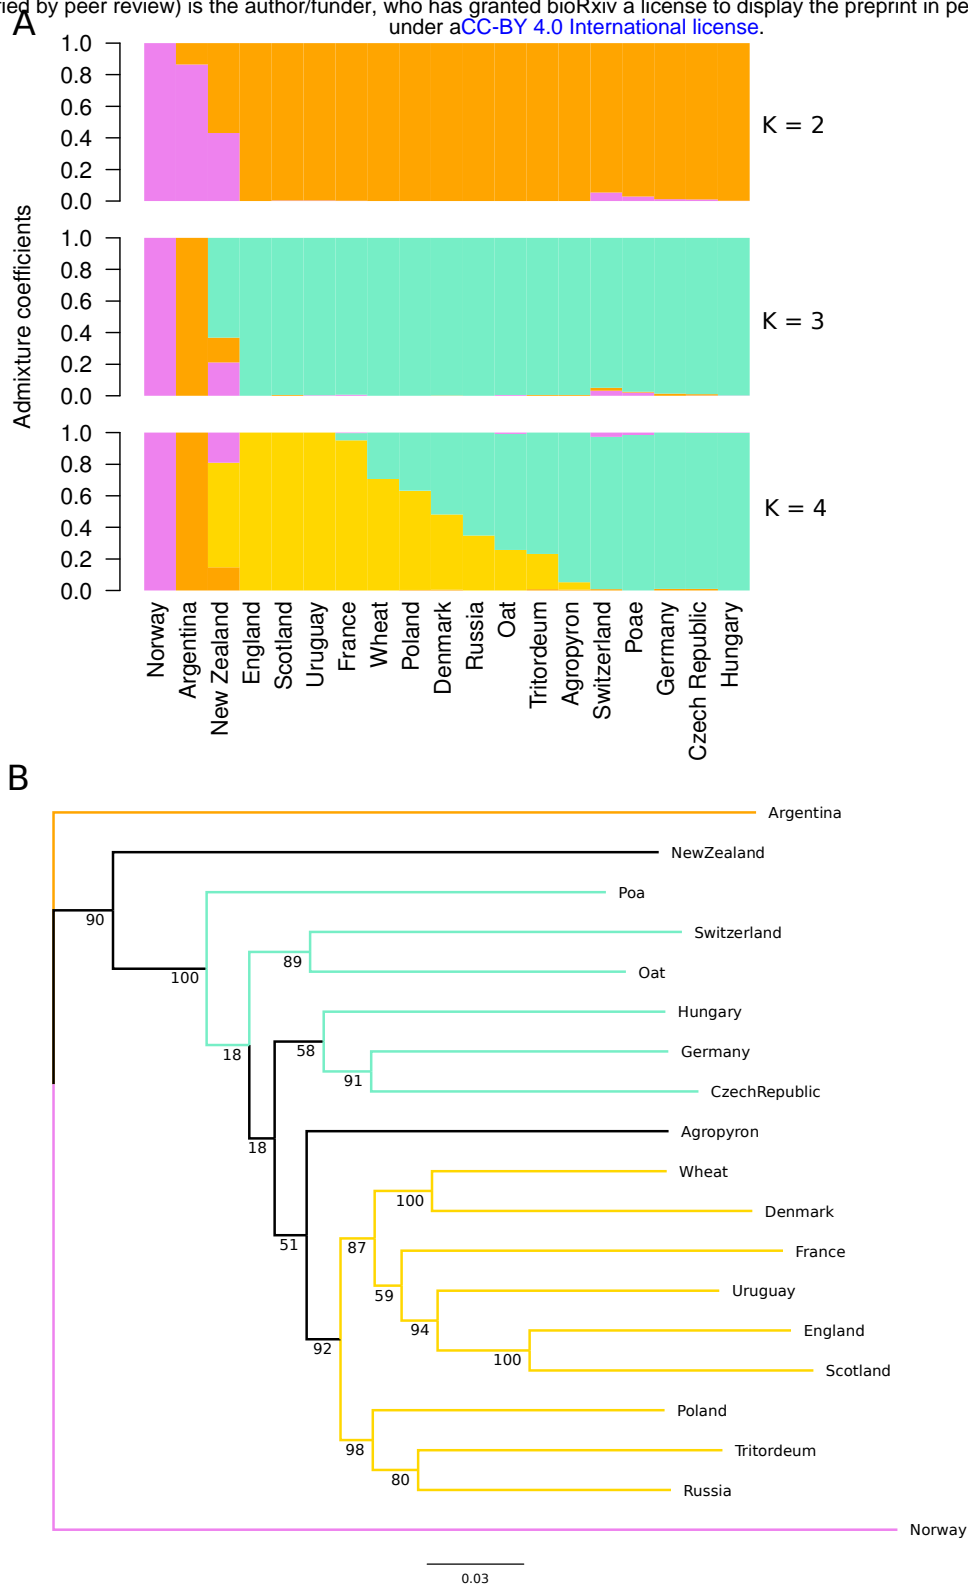 ried by peer review) is the author/funder, who has granted bioRxiv a license to display the preprint in pe
under aCC-BY 4.0 International license.
A
Admixture coefficients
1.0
0.8
0.6
0.4
0.2
0.0
K = 2
1.0
0.8
0.6
0.4
0.2
0.0
K = 3
1.0
0.8
0.6
0.4
0.2
0.0
K = 4
Norway
Argentina
New Zealand
England
Scotland
Uruguay
France
Wheat
Poland
Denmark
Russia
Oat
Tritordeum
Agropyron
Switzerland
Poae
Germany
Czech Republic
Hungary
B
Argentina
NewZealand
Poa
90
Switzerland
89
Oat
100
Hungary
18
58
Germany
91
CzechRepublic
Agropyron
18
Wheat
100
Denmark
51
87
France
59
Uruguay
94
England
92
100
Scotland
Poland
98
Tritordeum
80
Russia
Norway
0.03